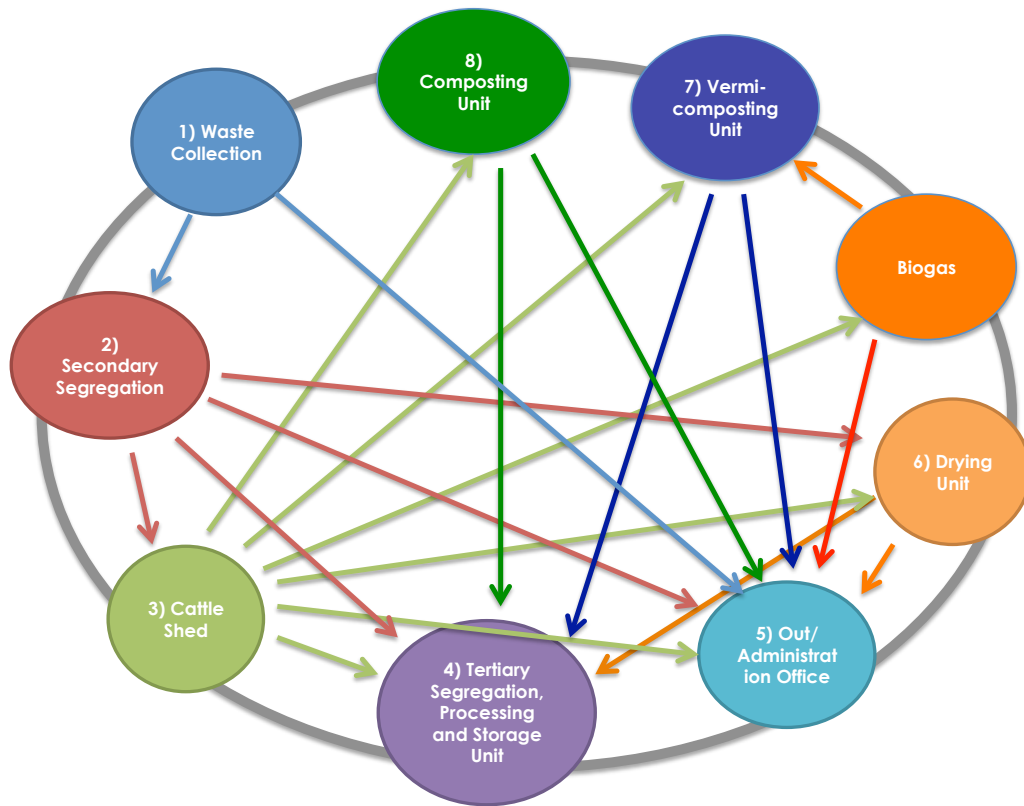 1) Waste
Collection
8)
Composting
Unit
7) Vermi-
composting
Unit
Biogas
2)
Secondary
Segregation
6) Drying
Unit
3) Cattle
Shed
4) Tertiary
Segregation,
Processing
and Storage
Unit
5) Out/
Administrat
ion Office